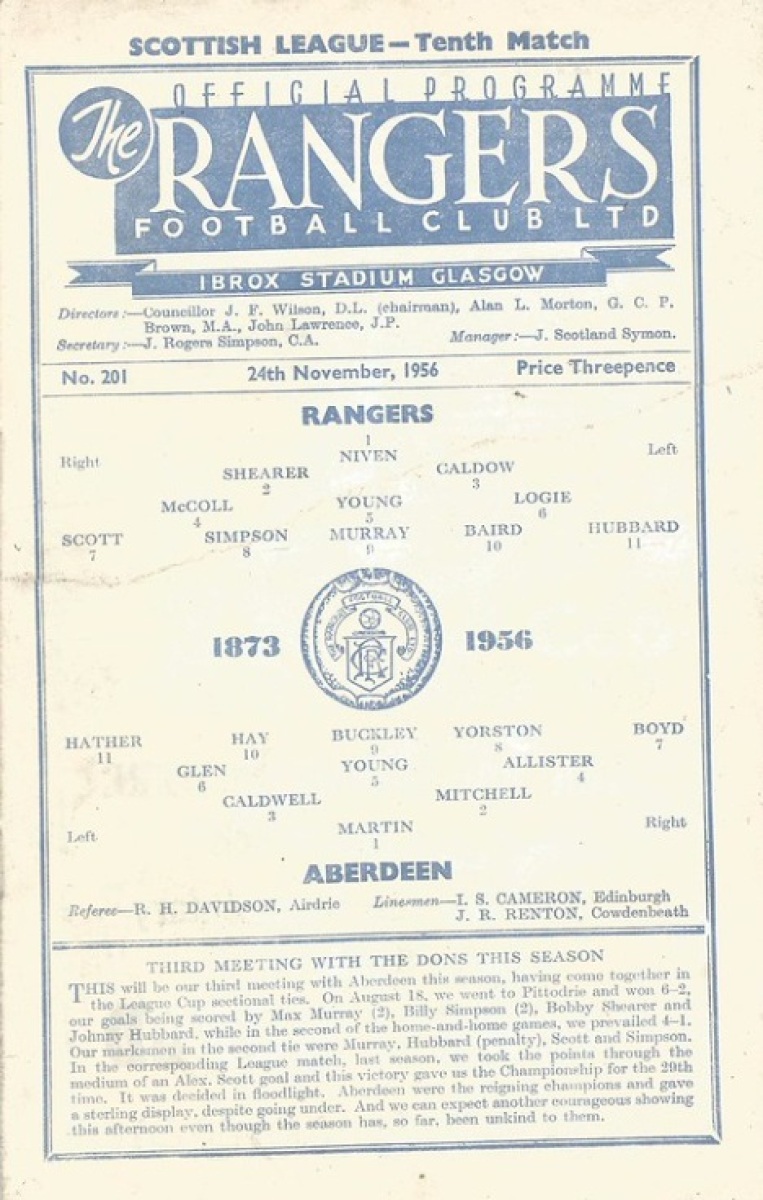 SCOTTISH LEAGUE—Tenth Match
OFFICIAL PROGRAMME
The RANGERS
FOOTBALL CLUB LTD
IBROX STADIUM GLASGOW
Directors:—Councillor J. F. Wilson, D.L. (chairman), Alan L. Morton, G. C. P.
Brown, M.A., John Lawrence, J.P.
Secretary:—J. Rogers Simpson, C.A. Manager:—J. Scotland Symon.
No. 201 24th November, 1956 Price Threepence
RANGERS
1
Right NIVEN Left
SHEARER CALDOW
2 3
McCOLL YOUNG LOGIE
4 5 6
SCOTT SIMPSON MURRAY BAIRD HUBBARD
7 8 9 10 11
1873 1956
HATHER HAY BUCKLEY YORSTON BOYD
11 10 9 8 7
GLEN YOUNG ALLISTER
6 5 4
CALDWELL MITCHELL
3 2
Left MARTIN Right
1
ABERDEEN
Referee—R. H. DAVIDSON, Airdrie Linesmen—I. S. CAMERON, Edinburgh
J. R. RENTON, Cowdenbeath
THIRD MEETING WITH THE DONS THIS SEASON
THIS will be our third meeting with Aberdeen this season, having come together in
the League Cup sectional ties. On August 18, we went to Pittodrie and won 6-2,
our goals being scored by Max Murray (2), Billy Simpson (2), Bobby Shearer and
Johnny Hubbard, while in the second of the home-and-home games, we prevailed 4-1.
Our marksmen in the second tie were Murray, Hubbard (penalty), Scott and Simpson.
In the corresponding League match, last season, we took the points through the
medium of an Alex. Scott goal and this victory gave us the Championship for the 29th
time. It was decided in floodlight. Aberdeen were the reigning champions and gave
a sterling display, despite going under. And we can expect another courageous showing
this afternoon even though the season has, so far, been unkind to them.